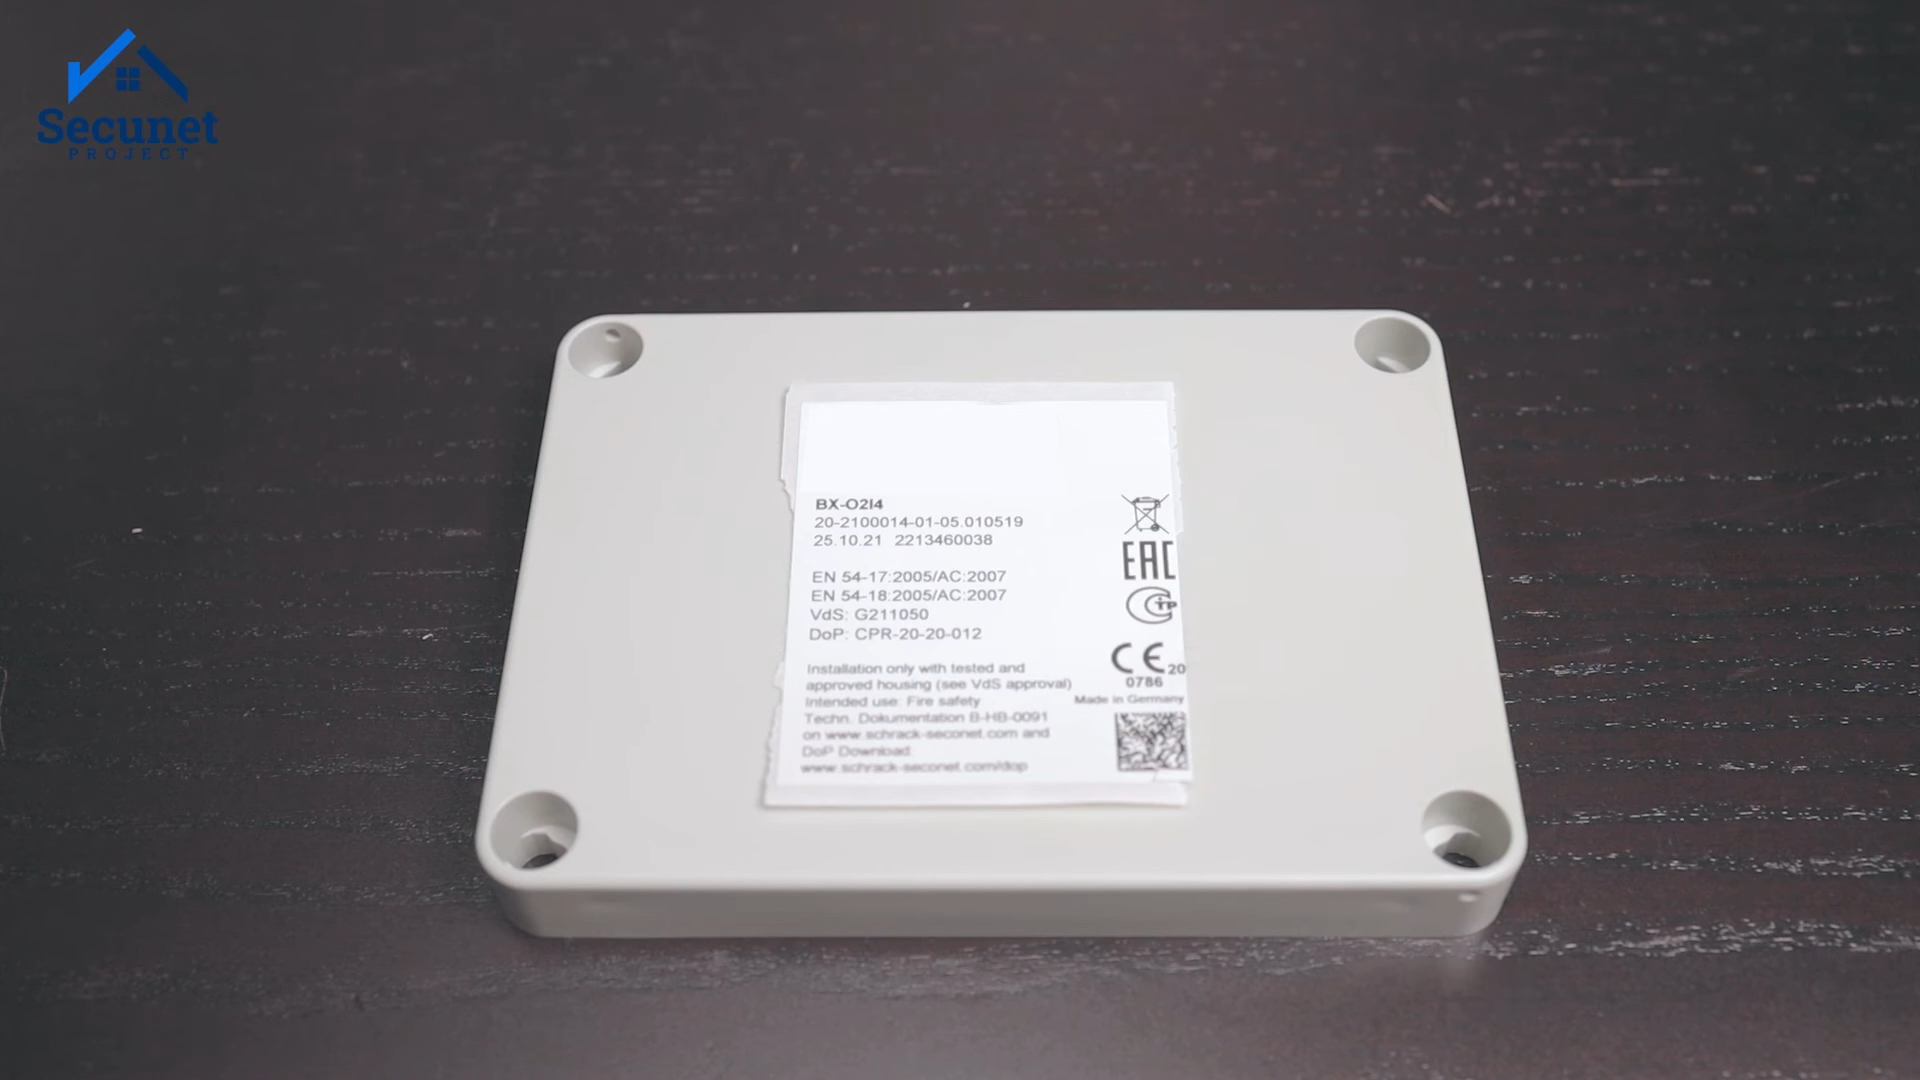 Secunet
PROJECT
BX-O2I4
20-2100014-01-05.010519
25.10.21 2213460038
EN 54-17:2005/AC:2007
EN 54-18:2005/AC:2007
VdS: G211050
DoP: CPR-20-20-012
Installation only with tested and
approved housing (see VdS approval)
Intended use: Fire safety
Techn. Dokumentation B-HB-0091
on www.schrack-seconet.com and
DoP Download:
www.schrack-seconet.com/dop
EAC
CE 20
0786
Made in Germany